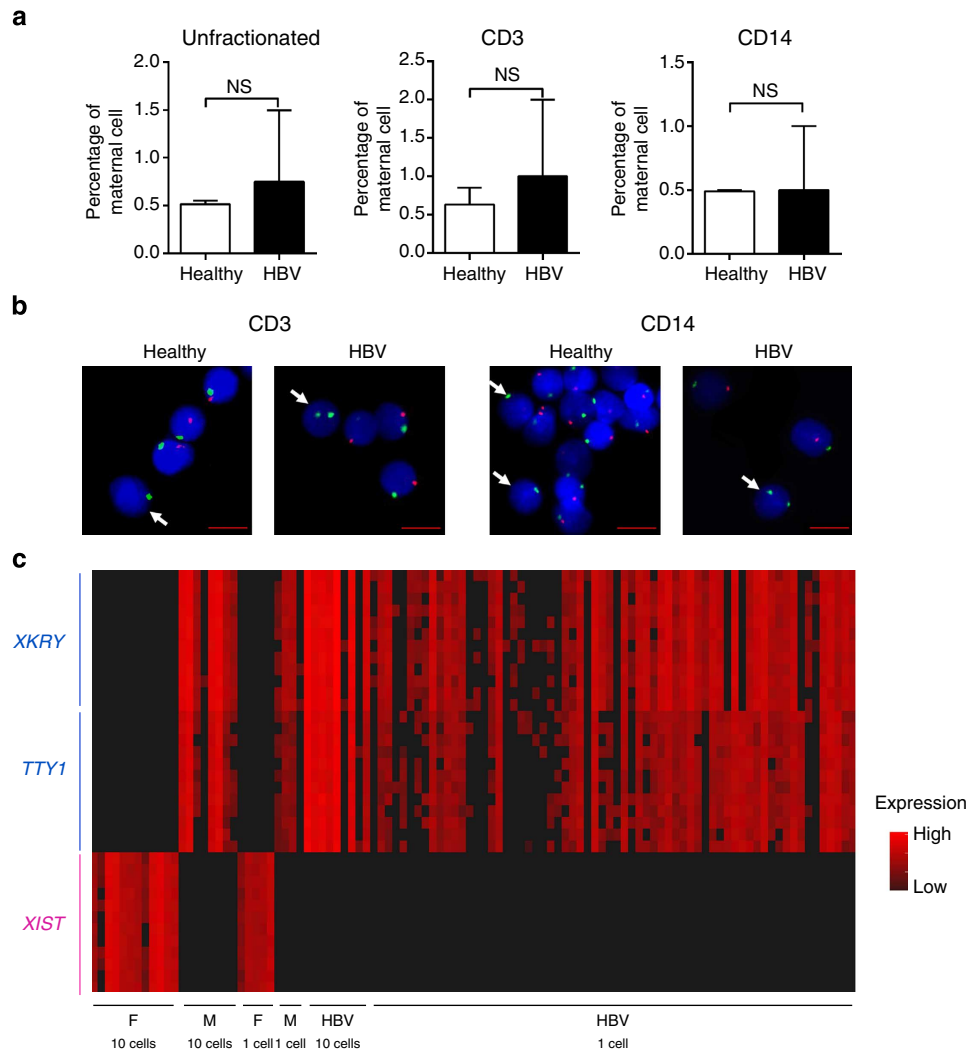 a
Unfractionated
CD3
CD14
Percentage of
maternal cell
2.0
1.5
1.0
0.5
0.0
NS
Healthy
HBV
Percentage of
maternal cell
2.5
2.0
1.5
1.0
0.5
0.0
NS
Healthy
HBV
Percentage of
maternal cell
1.5
1.0
0.5
0.0
NS
Healthy
HBV
b
CD3
CD14
Healthy
HBV
Healthy
HBV
c
XKRY
TTY1
XIST
Expression
High
Low
F
M
F
M
HBV
HBV
10 cells
10 cells
1 cell
1 cell
10 cells
1 cell